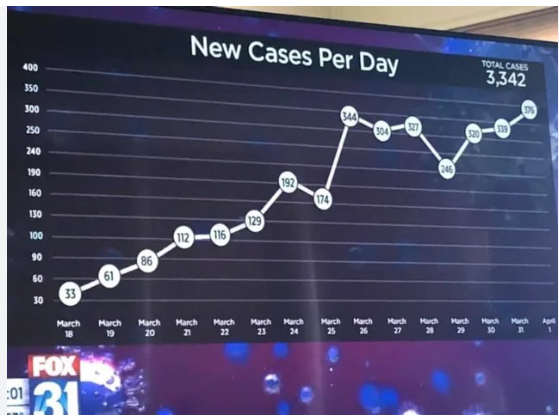 New Cases Per Day
TOTAL CASES
3,342
400
350
300
250
240
190
160
130
100
90
60
30
33
61
86
112
116
129
192
174
344
304
327
246
320
339
376
March 18
March 19
March 20
March 21
March 22
March 23
March 24
March 25
March 26
March 27
March 28
March 29
March 30
March 31
April 1
FOX
31
:01